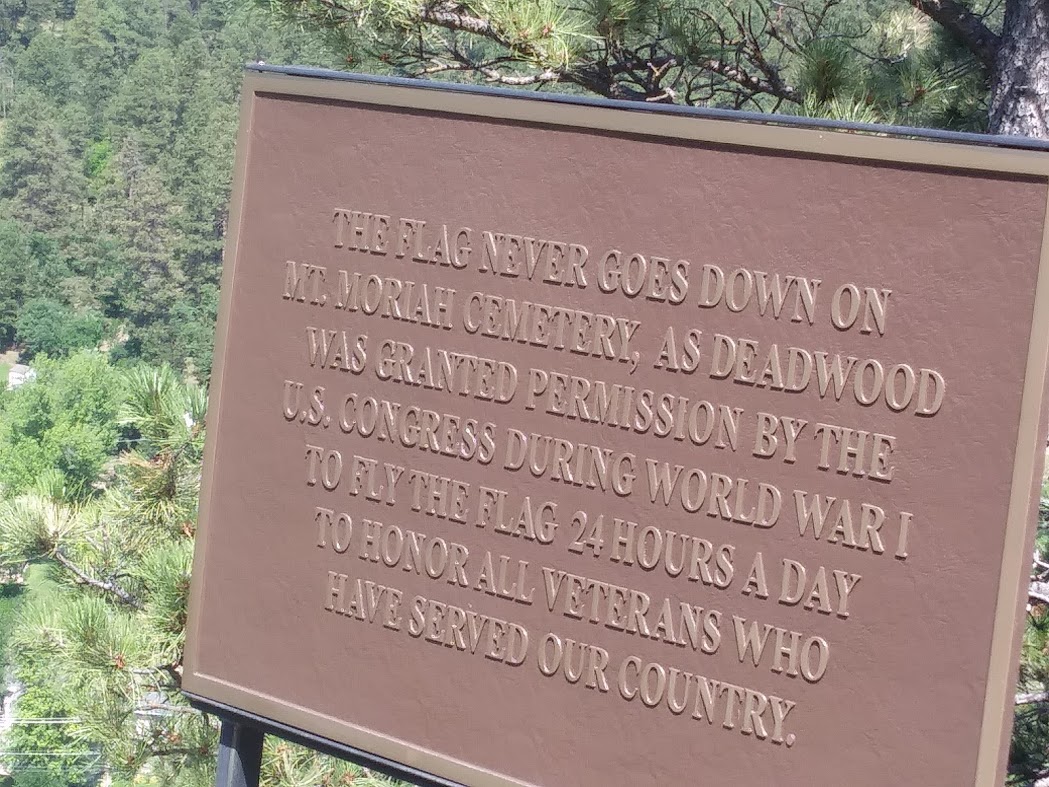 THE FLAG NEVER GOES DOWN ON
MT. MORIAH CEMETERY, AS DEADWOOD
WAS GRANTED PERMISSION BY THE
U.S. CONGRESS DURING WORLD WAR I
TO FLY THE FLAG 24 HOURS A DAY
TO HONOR ALL VETERANS WHO
HAVE SERVED OUR COUNTRY.